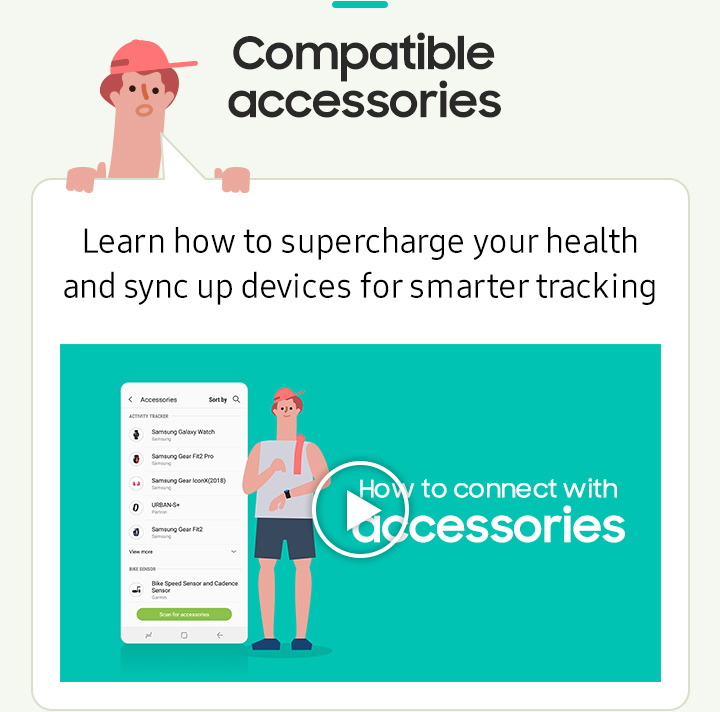 Compatible
accessories
Learn how to supercharge your health
and sync up devices for smarter tracking
Accessories Sort by
ACTIVITY TRACKER
Samsung Galaxy Watch
Samsung
Samsung Gear Fit2 Pro
Samsung
Samsung Gear IconX(2018)
Samsung
URBAN-S+
Partner
Samsung Gear Fit2
Samsung
View more
BIKE SENSOR
Bike Speed Sensor and Cadence
Sensor
Garmin
Scan for accessories
How to connect with
accessories